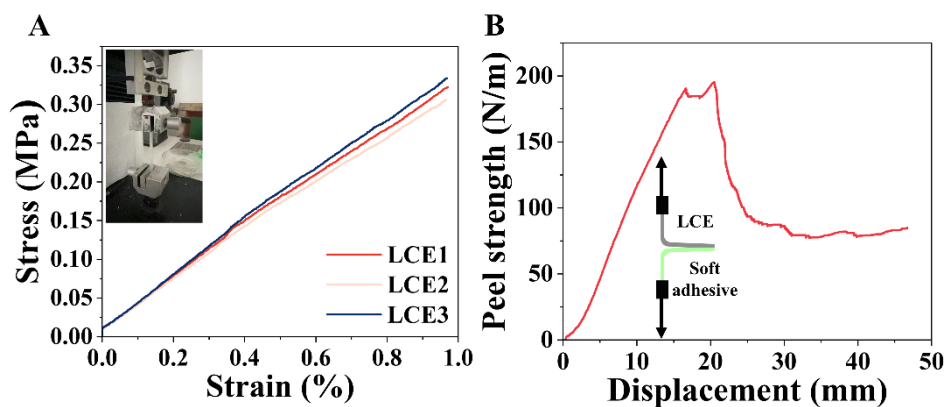 A
Stress (MPa)
0.35
0.30
0.25
0.20
0.15
0.10
0.05
0.00
LCE1
LCE2
LCE3
0.0 0.2 0.4 0.6 0.8 1.0
Strain (%)
B
Peel strength (N/m)
200
150
100
50
0
LCE
Soft
adhesive
0 10 20 30 40 50
Displacement (mm)